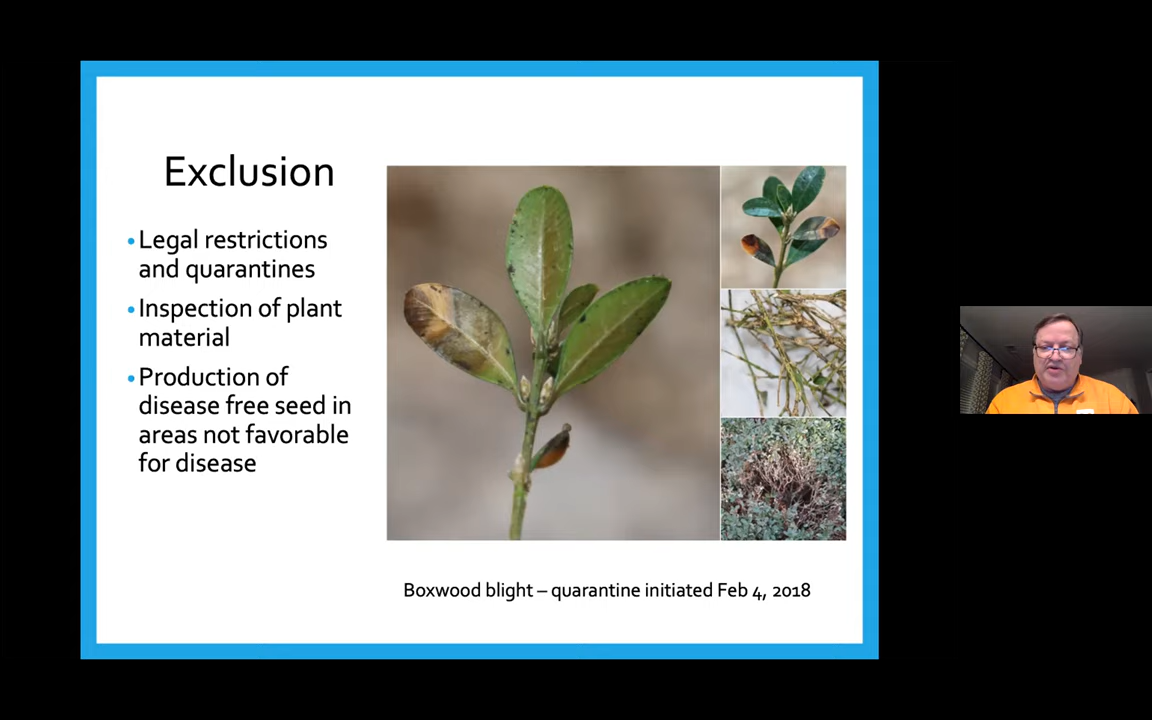 Exclusion
•Legal restrictions
and quarantines
•Inspection of plant
material
•Production of
disease free seed in
areas not favorable
for disease
Boxwood blight – quarantine initiated Feb 4, 2018